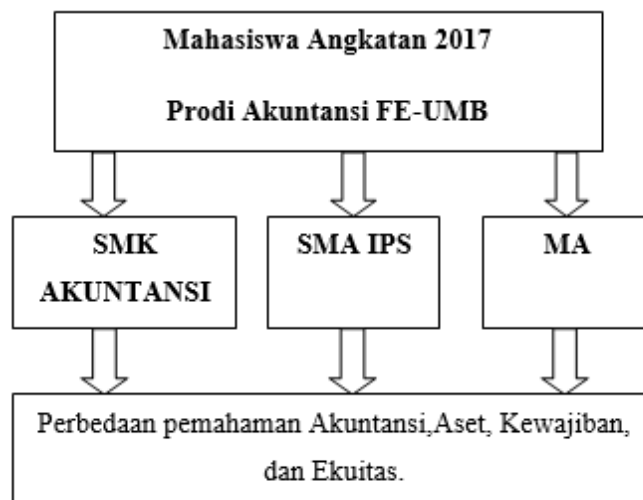 Mahasiswa Angkatan 2017
Prodi Akuntansi FE-UMB
SMK
AKUNTANSI
SMA IPS
MA
Perbedaan pemahaman Akuntansi,Aset, Kewajiban,
dan Ekuitas.